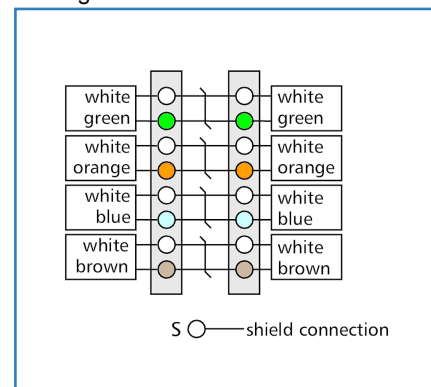 white white
green green
white white
orange orange
white white
blue blue
white white
brown brown
S shield connection